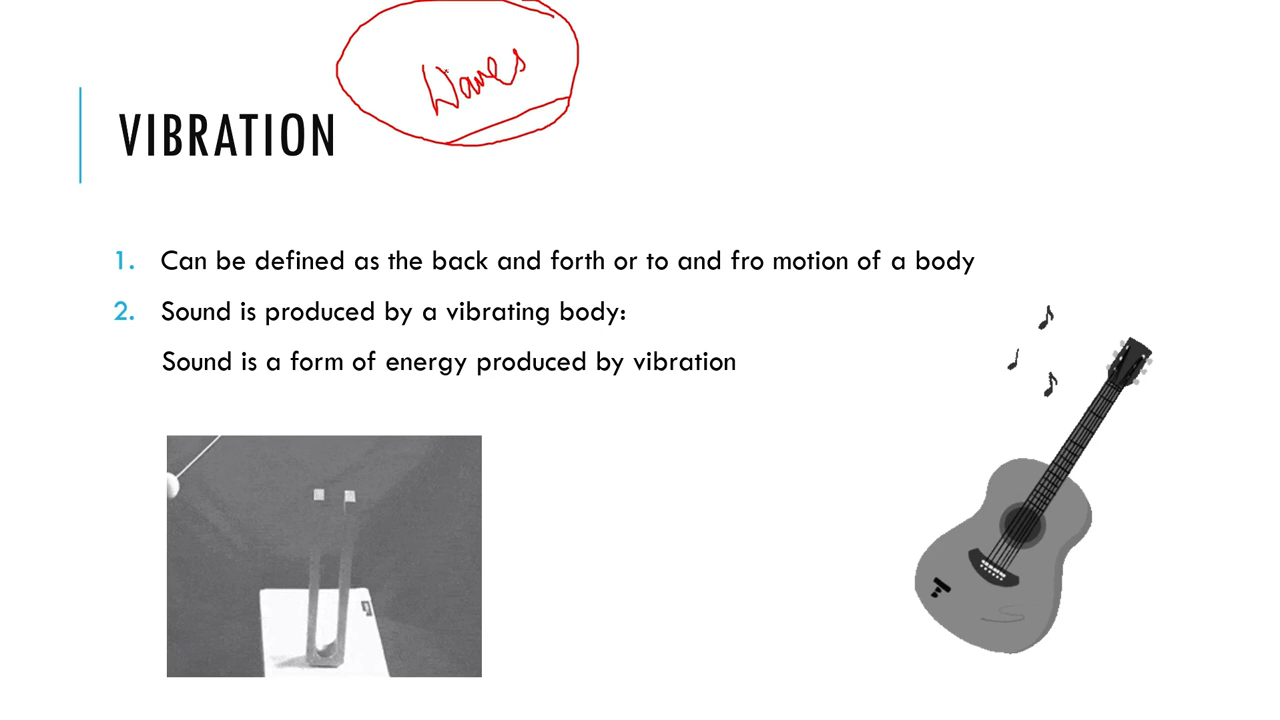 Waves
VIBRATION
1. Can be defined as the back and forth or to and fro motion of a body
2. Sound is produced by a vibrating body:
Sound is a form of energy produced by vibration